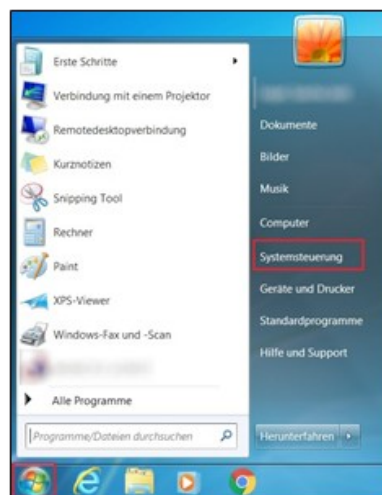 Erste Schritte
Verbindung mit einem Projektor
Remotedesktopverbindung
Kurznotizen
Snipping Tool
Rechner
Paint
XPS-Viewer
Windows-Fax und -Scan
Alle Programme
Programme/Dateien durchsuchen
Dokumente
Bilder
Musik
Computer
Systemsteuerung
Geräte und Drucker
Standardprogramme
Hilfe und Support
Herunterfahren